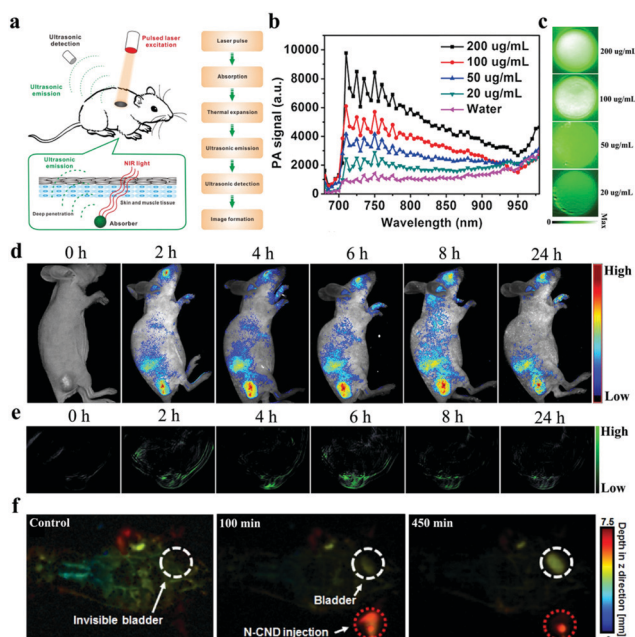 a
Ultrasonic
detection
Pulsed laser
excitation
Ultrasonic
emission
Ultrasonic
emission
NIR light
Skin and muscle tissue
Deep penetration
Absorber
Laser pulse
Absorption
Thermal expansion
Ultrasonic emission
Ultrasonic detection
Image formation
b
PA signal (a.u.)
10000
8000
6000
4000
2000
0
200 ug/mL
100 ug/mL
50 ug/mL
20 ug/mL
Water
700 750 800 850 900 950
Wavelength (nm)
c
200 ug/mL
100 ug/mL
50 ug/mL
20 ug/mL
0 Max
d
0 h 2 h 4 h 6 h 8 h 24 h
High
Low
e
0 h 2 h 4 h 6 h 8 h 24 h
High
Low
f
Control
Invisible bladder
100 min
Bladder
N-CND injection
450 min
7.5
Depth in z direction [mm]